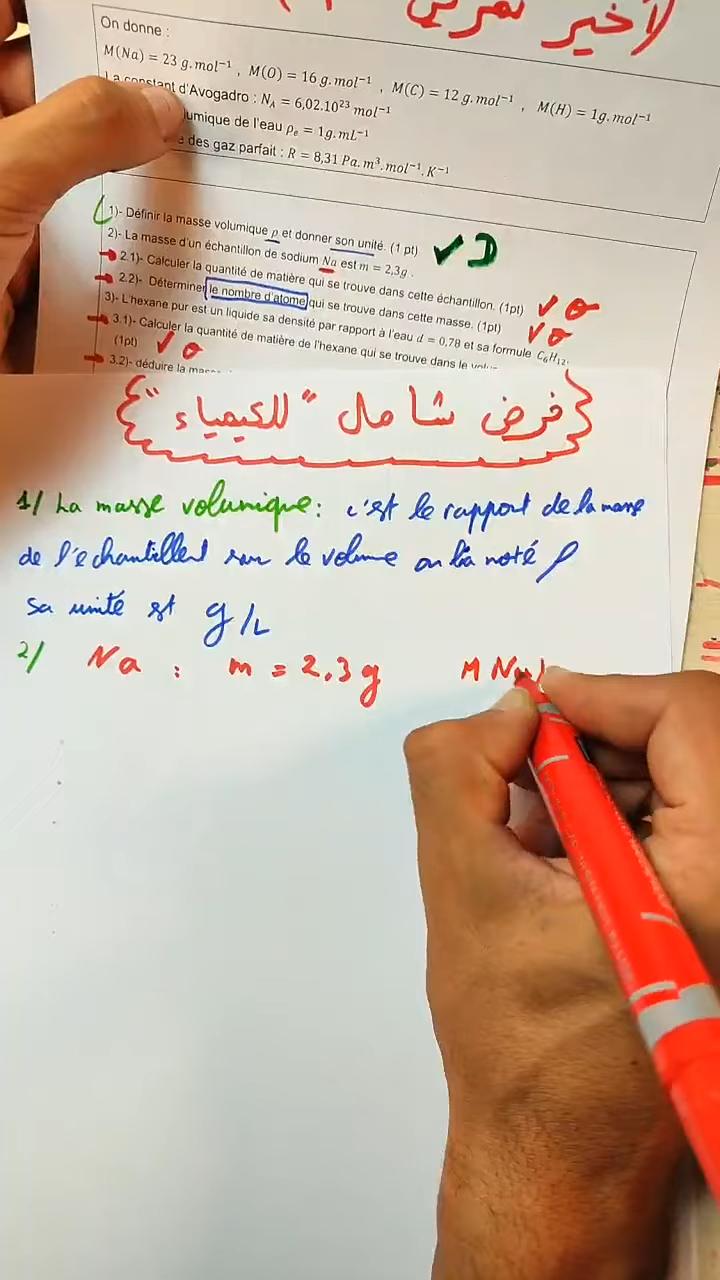 لأخير تمرين
On donne :
M(Na) = 23 g.mol⁻¹ , M(O) = 16 g.mol⁻¹ , M(C) = 12 g.mol⁻¹ , M(H) = 1g.mol⁻¹
La constant d'Avogadro : N_A = 6,02.10²³ mol⁻¹
lumique de l'eau ρₑ = 1g.mL⁻¹
des gaz parfait : R = 8,31 Pa.m³.mol⁻¹.K⁻¹
1)- Définir la masse volumique ρ et donner son unité. (1 pt)
2)- La masse d'un échantillon de sodium Na est m = 2,3g .
2.1)- Calculer la quantité de matière qui se trouve dans cette échantillon. (1pt)
2.2)- Déterminer le nombre d'atome qui se trouve dans cette masse. (1pt)
3)- L'hexane pur est un liquide sa densité par rapport à l'eau d = 0,78 et sa formule C₆H₁₂.
3.1)- Calculer la quantité de matière de l'hexane qui se trouve dans le
(1pt)
3.2)- déduire la
فرض شامل "للكيمياء"
1/ La masse volumique : c'est le rapport de la masse
de l'echantillent sur le volume on la noté ρ
sa unité est g/L
2/ Na : m = 2,3 g M Na